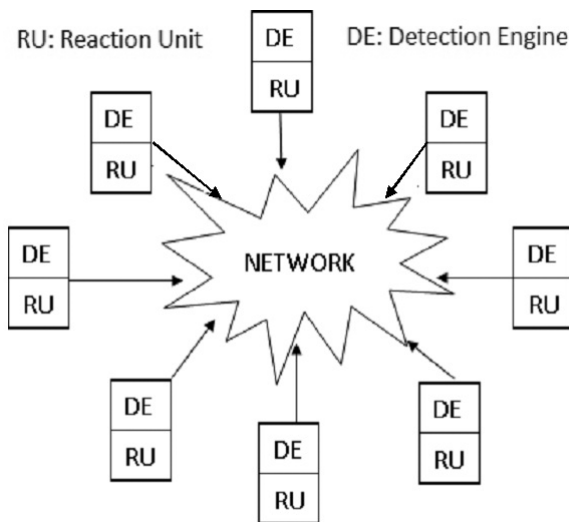 RU: Reaction Unit
DE: Detection Engine
DE
RU
DE
RU
DE
RU
DE
RU
NETWORK
DE
RU
DE
RU
DE
RU
DE
RU